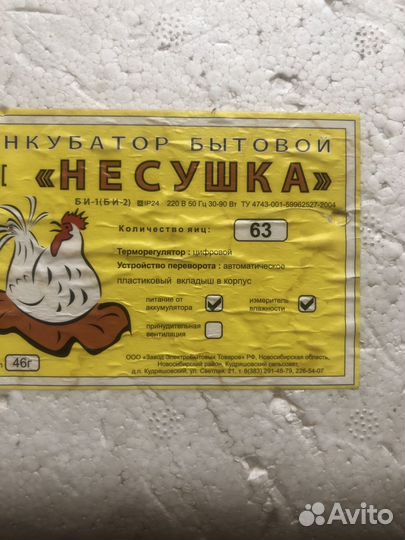 НКУБАТОР БЫТОВОЙ
«НЕСУШКА»
БИ-1(БИ-2) IP24 220 В 50 Гц 30-90 Вт ТУ 4743-001-59962527-2004
Количество яиц: 63
Терморегулятор : цифровой
Устройство переворота : автоматическое
пластиковый вкладыш в корпус
питание от аккумулятора
измеритель влажности
принудительная вентиляция
46г
ООО «Завод Электробытовых Товаров» РФ, Новосибирская область,
Новосибирский район, Кудряшовский сельсовет,
д.п. Кудряшовский, ул. Светлая, 21, т. 8(383) 291-48-79, 226-54-07
Avito